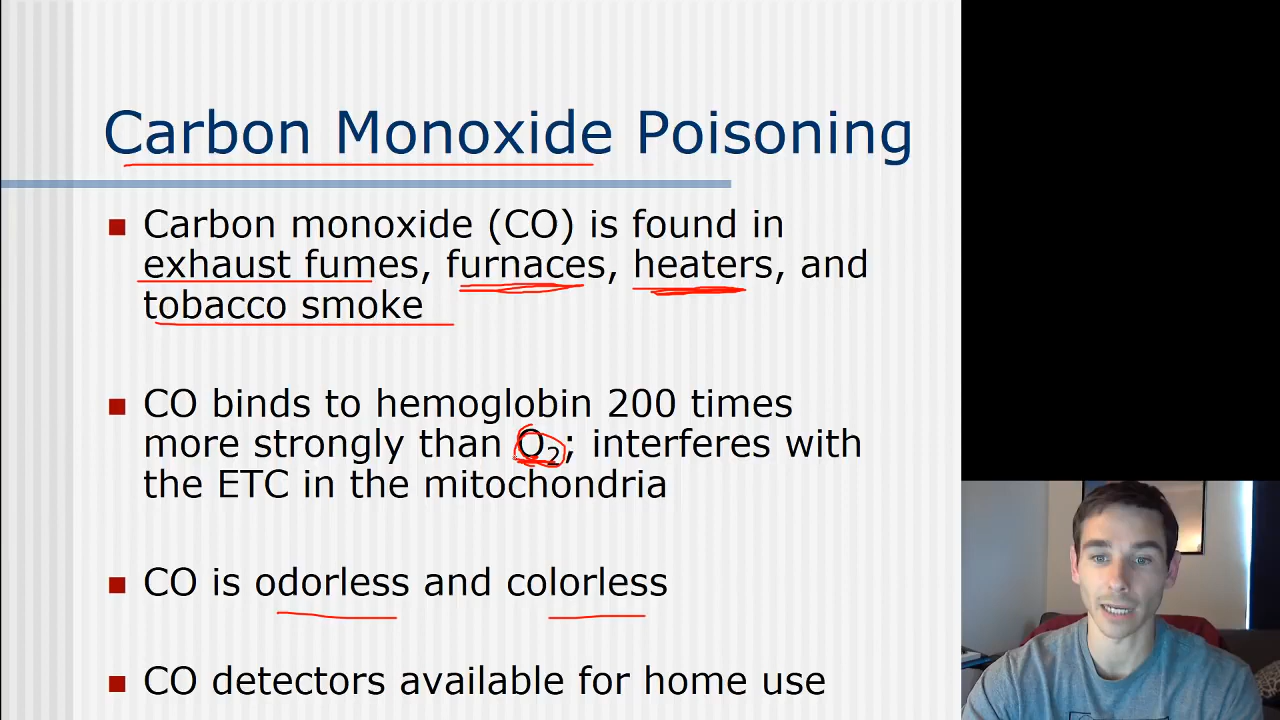 Carbon Monoxide Poisoning
Carbon monoxide (CO) is found in
exhaust fumes, furnaces, heaters, and
tobacco smoke
CO binds to hemoglobin 200 times
more strongly than O₂; interferes with
the ETC in the mitochondria
CO is odorless and colorless
CO detectors available for home use